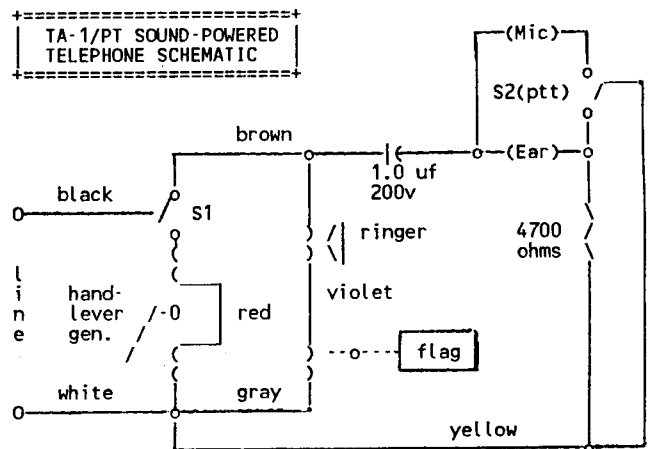 TA-1/PT SOUND-POWERED
TELEPHONE SCHEMATIC
(Mic)
S2(ptt)
brown
(Ear)
1.0 uf
200v
black
S1
ringer
4700
ohms
line
hand-
lever
gen.
red
violet
flag
white
gray
yellow